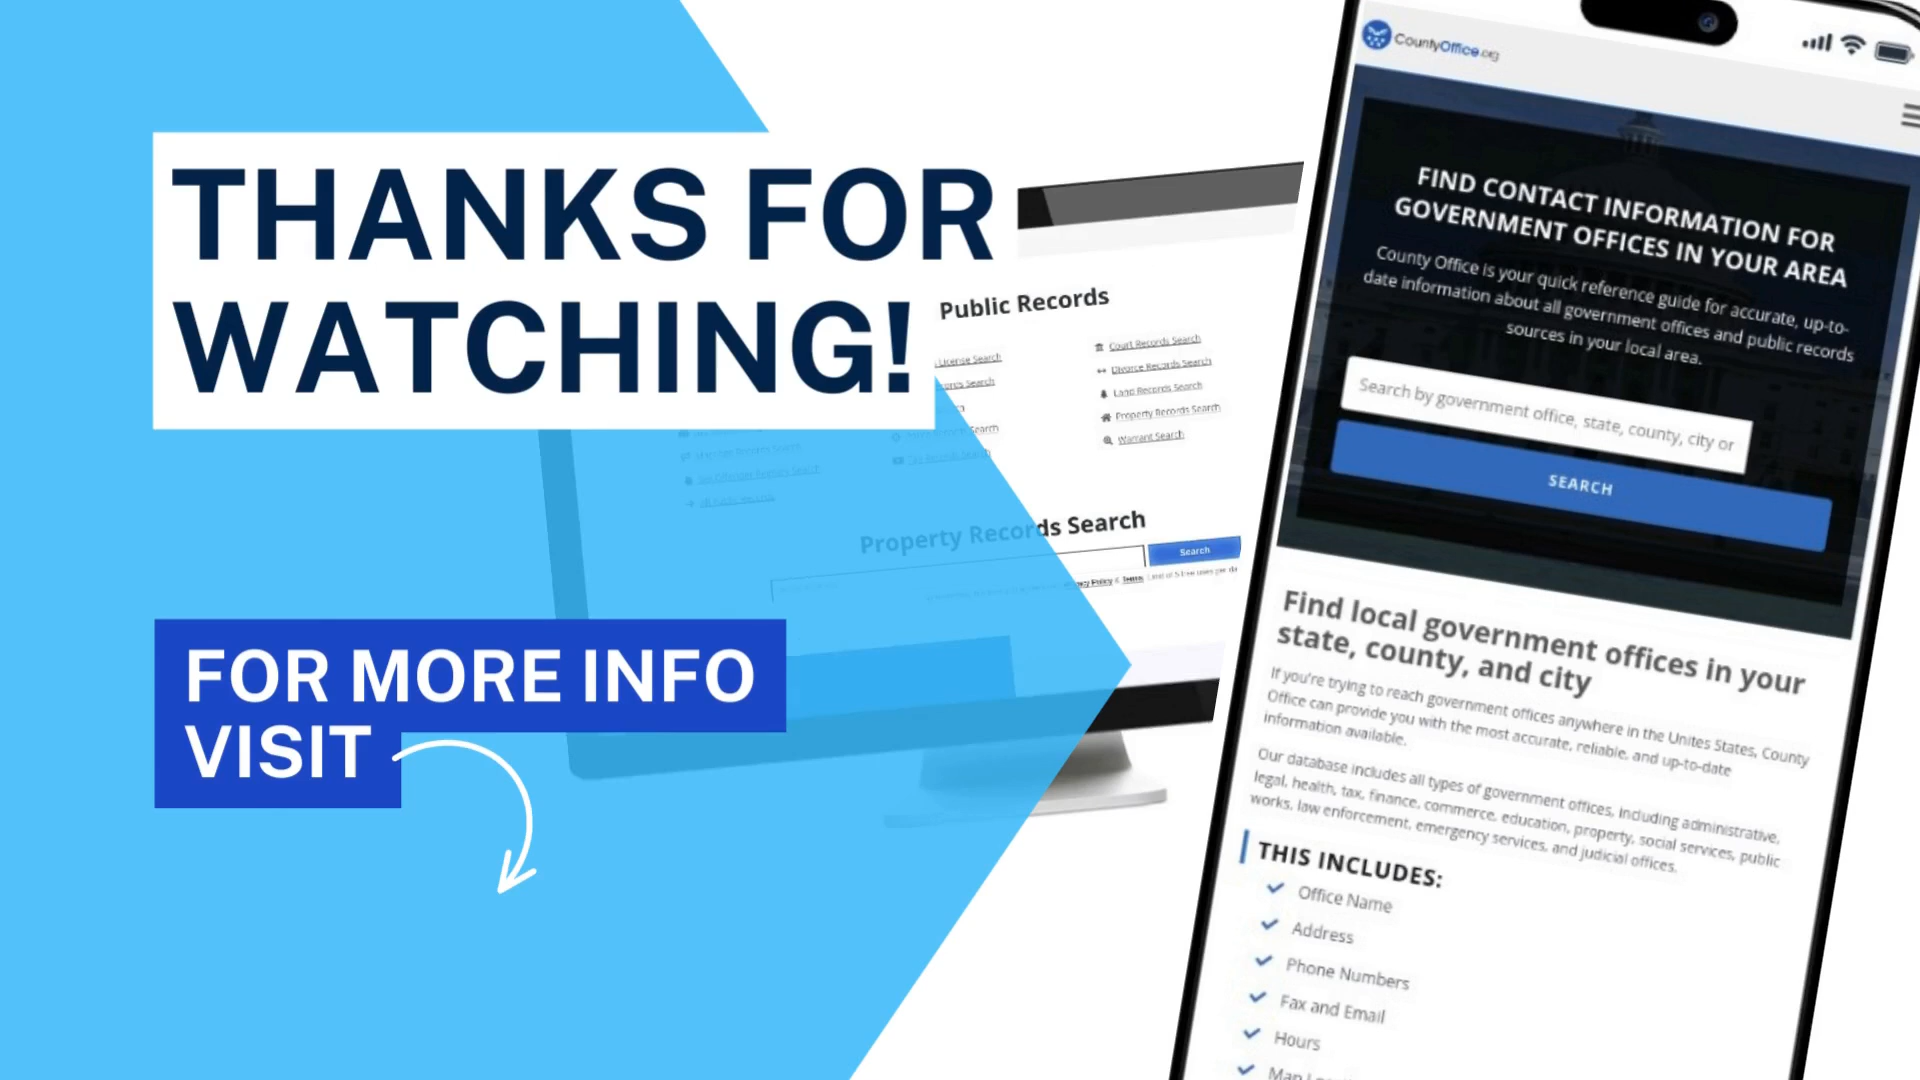 THANKS FOR
WATCHING!
FOR MORE INFO
VISIT
Public Records
License Search
Records Search
Search
Court Records Search
Divorce Records Search
Land Records Search
Property Records Search
Warrant Search
Property Records Search
Search
Policy & Terms
CountyOffice.org
FIND CONTACT INFORMATION FOR
GOVERNMENT OFFICES IN YOUR AREA
County Office is your quick reference guide for accurate, up-to-
date information about all government offices and public records
sources in your local area.
Search by government office, state, county, city or
SEARCH
Find local government offices in your
state, county, and city
If you're trying to reach government offices anywhere in the Unites States, County
Office can provide you with the most accurate, reliable, and up-to-date
information available.
Our database includes all types of government offices, including administrative,
legal, health, tax, finance, commerce, education, property, social services, public
works, law enforcement, emergency services, and judicial offices.
THIS INCLUDES:
Office Name
Address
Phone Numbers
Fax and Email
Hours